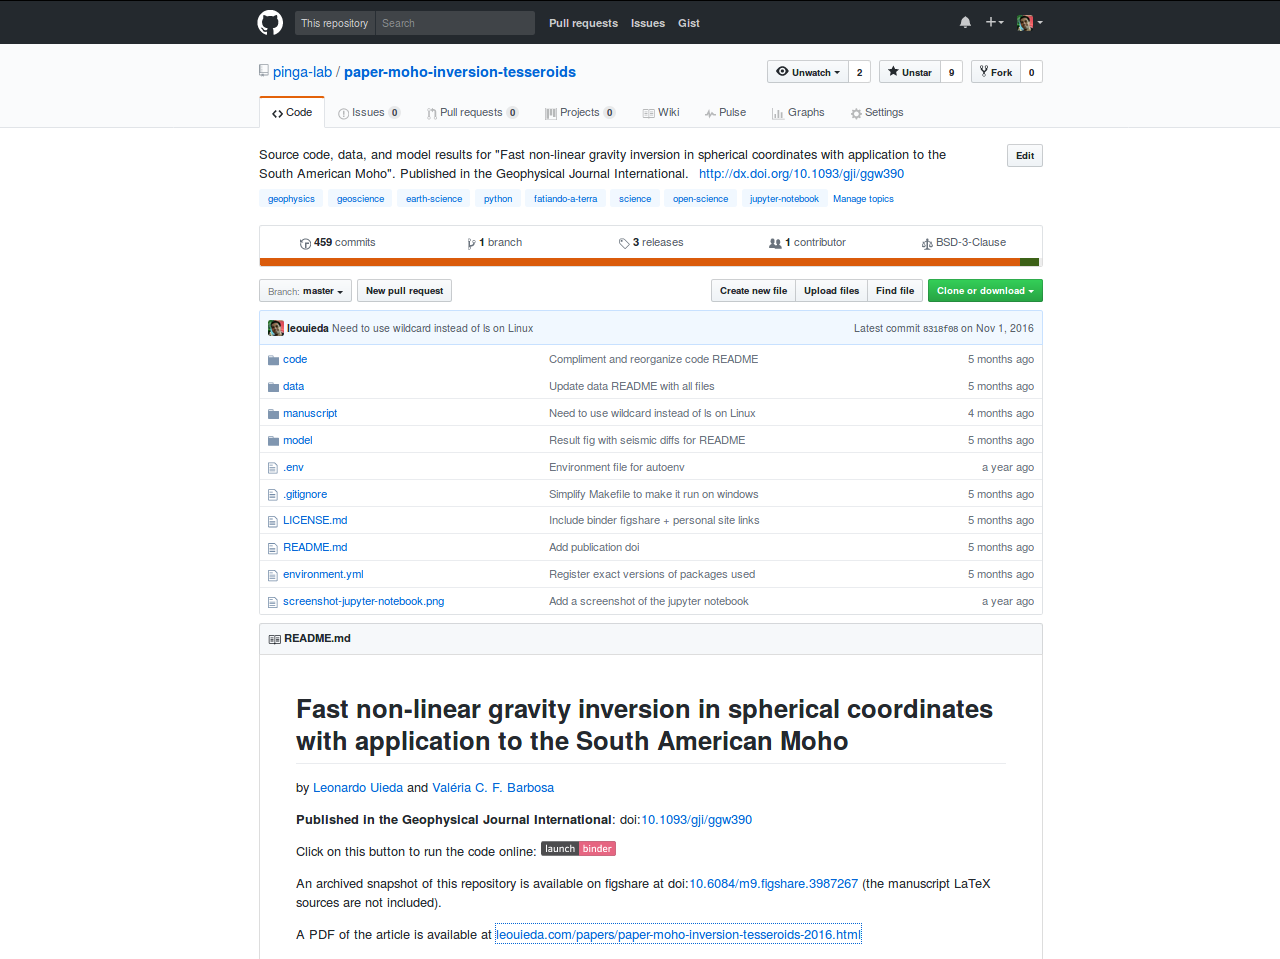 This repository Search Pull requests Issues Gist
pinga-lab / paper-moho-inversion-tesseroids Unwatch 2 Unstar 9 Fork 0
Code Issues 0 Pull requests 0 Projects 0 Wiki Pulse Graphs Settings
Source code, data, and model results for "Fast non-linear gravity inversion in spherical coordinates with application to the Edit
South American Moho". Published in the Geophysical Journal International. http://dx.doi.org/10.1093/gji/ggw390
geophysics geoscience earth-science python fatiando-a-terra science open-science jupyter-notebook Manage topics
459 commits 1 branch 3 releases 1 contributor BSD-3-Clause
Branch: master New pull request Create new file Upload files Find file Clone or download
leouieda Need to use wildcard instead of ls on Linux Latest commit 8318f08 on Nov 1, 2016
code Compliment and reorganize code README 5 months ago
data Update data README with all files 5 months ago
manuscript Need to use wildcard instead of ls on Linux 4 months ago
model Result fig with seismic diffs for README 5 months ago
.env Environment file for autoenv a year ago
.gitignore Simplify Makefile to make it run on windows 5 months ago
LICENSE.md Include binder figshare + personal site links 5 months ago
README.md Add publication doi 5 months ago
environment.yml Register exact versions of packages used 5 months ago
screenshot-jupyter-notebook.png Add a screenshot of the jupyter notebook a year ago
README.md
Fast non-linear gravity inversion in spherical coordinates
with application to the South American Moho
by Leonardo Uieda and Valéria C. F. Barbosa
Published in the Geophysical Journal International: doi:10.1093/gji/ggw390
Click on this button to run the code online: launch binder
An archived snapshot of this repository is available on figshare at doi:10.6084/m9.figshare.3987267 (the manuscript LaTeX
sources are not included).
A PDF of the article is available at leouieda.com/papers/paper-moho-inversion-tesseroids-2016.html